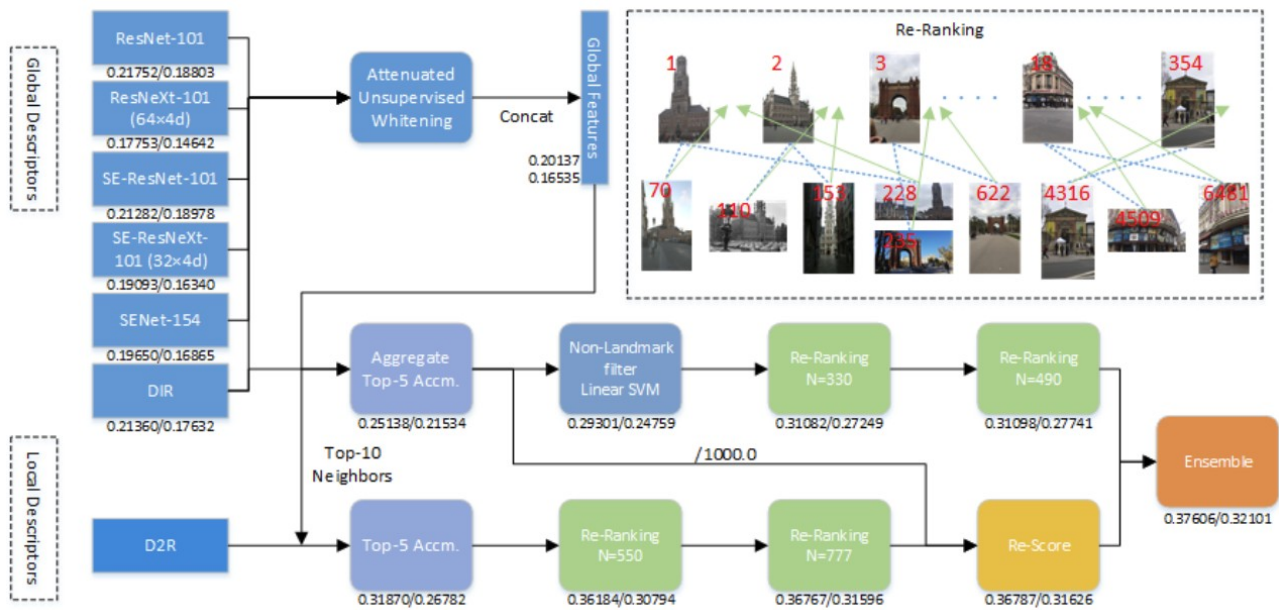 Global Descriptors
ResNet-101
0.21752/0.18803
ResNeXt-101
(64×4d)
0.17753/0.14642
SE-ResNet-101
0.21282/0.18978
SE-ResNeXt-
101 (32×4d)
0.19093/0.16340
SENet-154
0.19650/0.16865
DIR
0.21360/0.17632
Attenuated
Unsupervised
Whitening
Concat
Global Features
0.20137
0.16535
Re-Ranking
1
2
3
18
354
70
110
153
228
235
622
4316
4509
6481
Aggregate
Top-5 Accm.
0.25138/0.21534
Non-Landmark
filter
Linear SVM
0.29301/0.24759
Re-Ranking
N=330
0.31082/0.27249
Re-Ranking
N=490
0.31098/0.27741
Top-10
Neighbors
/1000.0
Ensemble
0.37606/0.32101
Local Descriptors
D2R
Top-5 Accm.
0.31870/0.26782
Re-Ranking
N=550
0.36184/0.30794
Re-Ranking
N=777
0.36767/0.31596
Re-Score
0.36787/0.31626